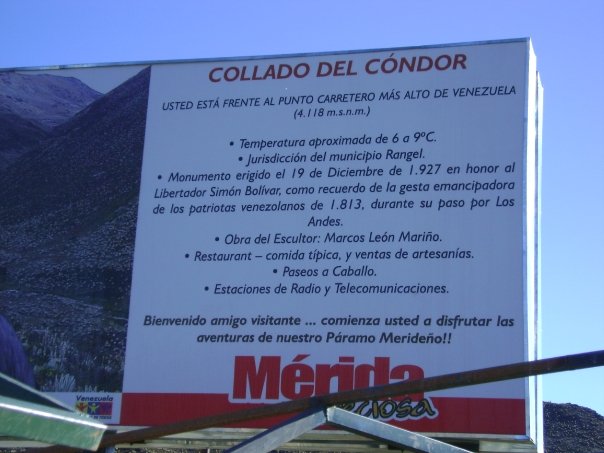 COLLADO DEL CÓNDOR
USTED ESTÁ FRENTE AL PUNTO CARRETERO MÁS ALTO DE VENEZUELA
(4.118 m.s.n.m.)
• Temperatura aproximada de 6 a 9ºC.
• Jurisdicción del municipio Rangel.
• Monumento erigido el 19 de Diciembre de 1.927 en honor al
Libertador Simón Bolívar, como recuerdo de la gesta emancipadora
de los patriotas venezolanos de 1.813, durante su paso por Los
Andes.
• Obra del Escultor: Marcos León Mariño.
• Restaurant – comida típica, y ventas de artesanías.
• Paseos a Caballo.
• Estaciones de Radio y Telecomunicaciones.
Bienvenido amigo visitante ... comienza usted a disfrutar las
aventuras de nuestro Páramo Merideño!!
Mérida
Venezuela